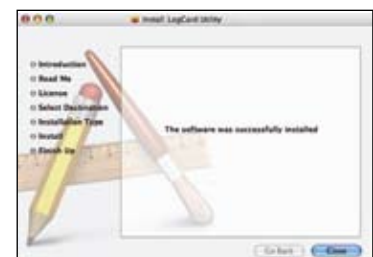 Install LogCard Utility
Introduction
Read Me
License
Select Destination
Installation Type
Install
Finish Up
The software was successfully installed
Go Back
Close